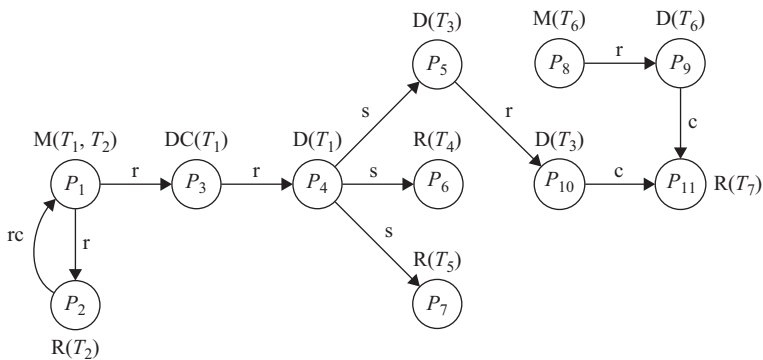 D(T₃) M(T₆) D(T₆)
P₅ P₈ r P₉
s r c
M(T₁, T₂) DC(T₁) D(T₁) R(T₄) D(T₃)
P₁ r P₃ r P₄ s P₆ P₁₀ c P₁₁ R(T₇)
rc r s R(T₅)
P₂ P₇
R(T₂)